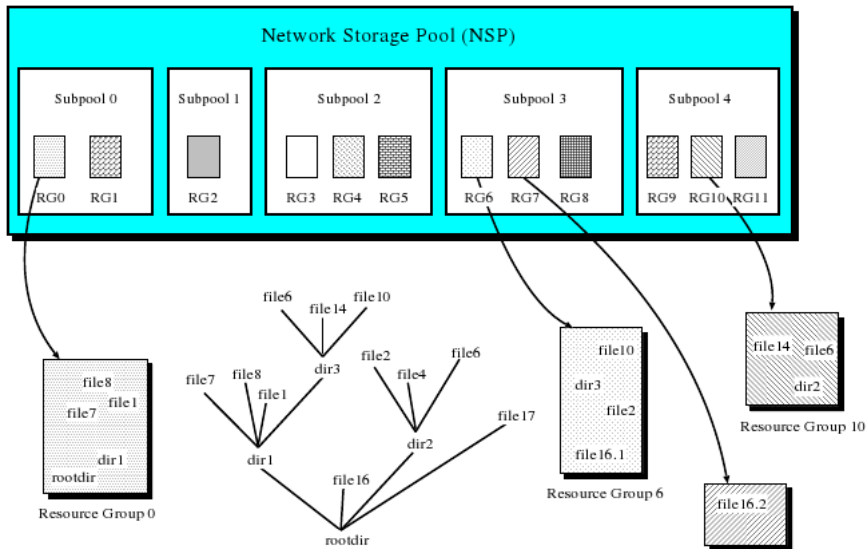 Network Storage Pool (NSP)
Subpool 0
Subpool 1
Subpool 2
Subpool 3
Subpool 4
RG0
RG1
RG2
RG3
RG4
RG5
RG6
RG7
RG8
RG9
RG10
RG11
file6
file14
file10
dir3
file7
file8
file1
dir1
file2
file4
file6
dir2
file17
file16
rootdir
file8
file1
file7
dir1
rootdir
Resource Group 0
file10
dir3
file2
file16.1
Resource Group 6
file14
file6
dir2
Resource Group 10
file16.2